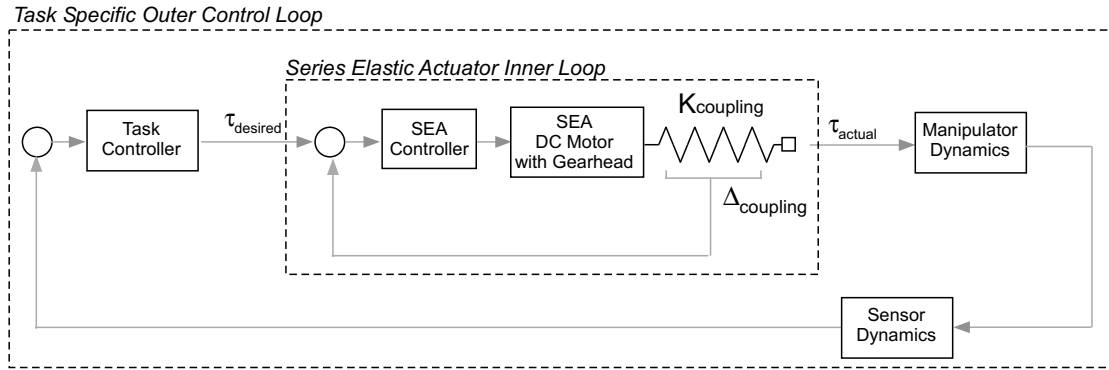 Task Specific Outer Control Loop
Series Elastic Actuator Inner Loop
Task
Controller
τdesired
SEA
Controller
SEA
DC Motor
with Gearhead
Kcoupling
Δcoupling
τactual
Manipulator
Dynamics
Sensor
Dynamics